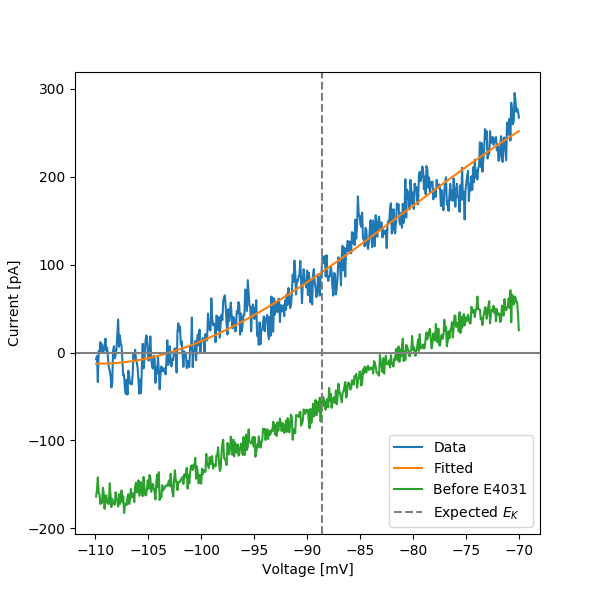 300
200
100
0
−100
−200
Current [pA]
−110 −105 −100 −95 −90 −85 −80 −75 −70
Voltage [mV]
Data
Fitted
Before E4031
Expected E_K